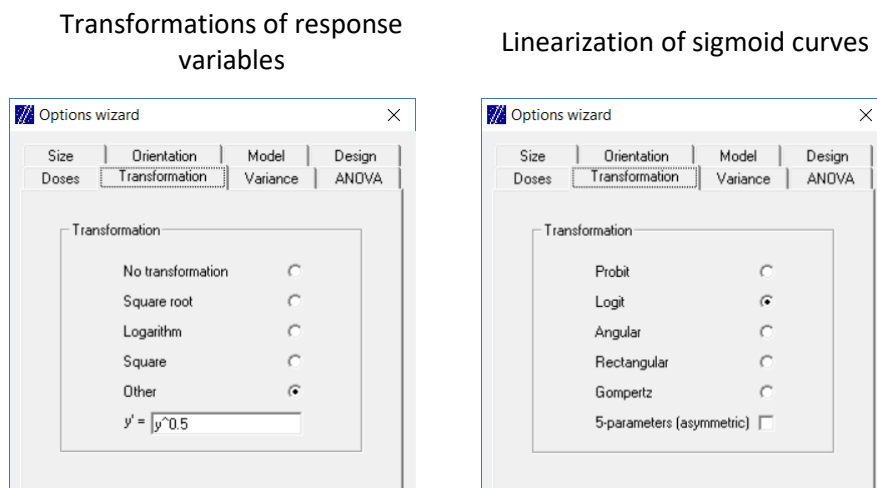 Transformations of response
variables
Linearization of sigmoid curves
Options wizard
Size Orientation Model Design
Doses Transformation Variance ANOVA
Transformation
No transformation
Square root
Logarithm
Square
Other
y' = y^0.5
Options wizard
Size Orientation Model Design
Doses Transformation Variance ANOVA
Transformation
Probit
Logit
Angular
Rectangular
Gompertz
5-parameters (asymmetric)